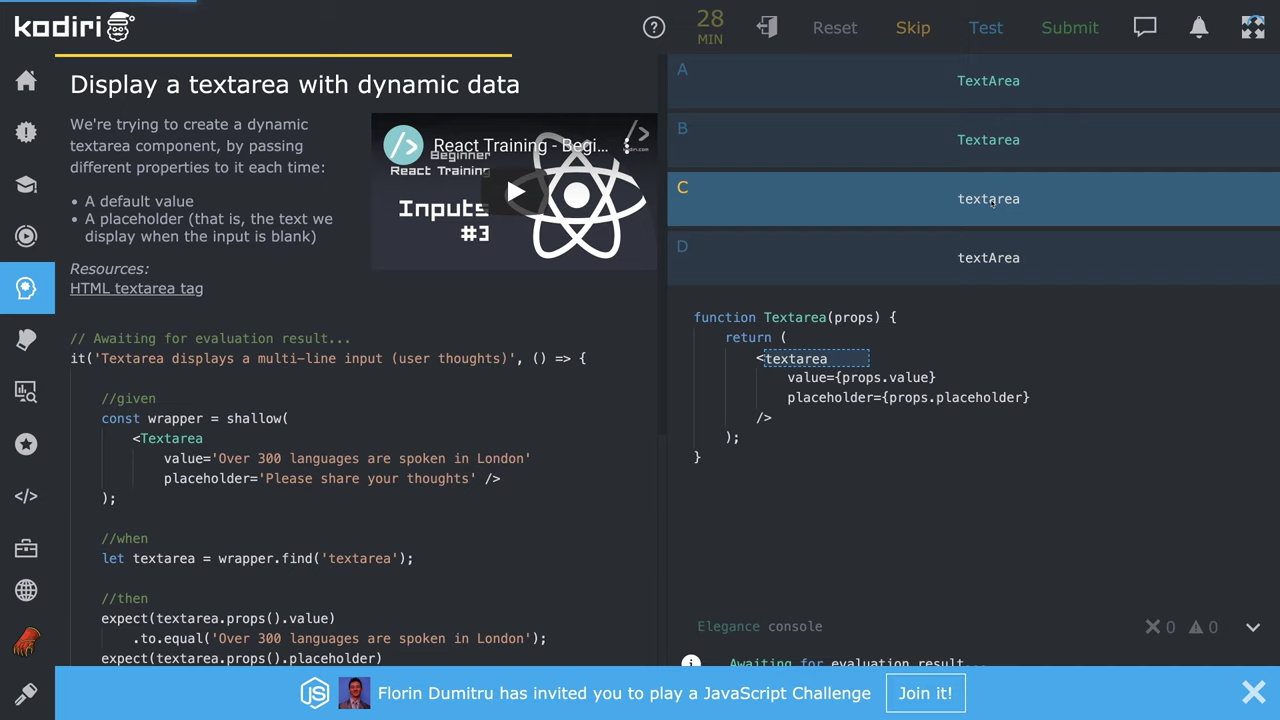 kodiri
28
MIN
Reset
Skip
Test
Submit
Display a textarea with dynamic data
We're trying to create a dynamic
textarea component, by passing
different properties to it each time:
• A default value
• A placeholder (that is, the text we
display when the input is blank)
Resources:
HTML textarea tag
React Training - Begi...
Beginner
React Training
Inputs
#3
kodiri.com
// Awaiting for evaluation result...
it('Textarea displays a multi-line input (user thoughts)', () => {
//given
const wrapper = shallow(
<Textarea
value='Over 300 languages are spoken in London'
placeholder='Please share your thoughts' />
);
//when
let textarea = wrapper.find('textarea');
//then
expect(textarea.props().value)
.to.equal('Over 300 languages are spoken in London');
expect(textarea.props().placeholder)
A
TextArea
B
Textarea
C
textarea
D
textArea
function Textarea(props) {
return (
<textarea
value={props.value}
placeholder={props.placeholder}
/>
);
}
Elegance console
0
0
Awaiting for evaluation result...
JS
Florin Dumitru has invited you to play a JavaScript Challenge
Join it!